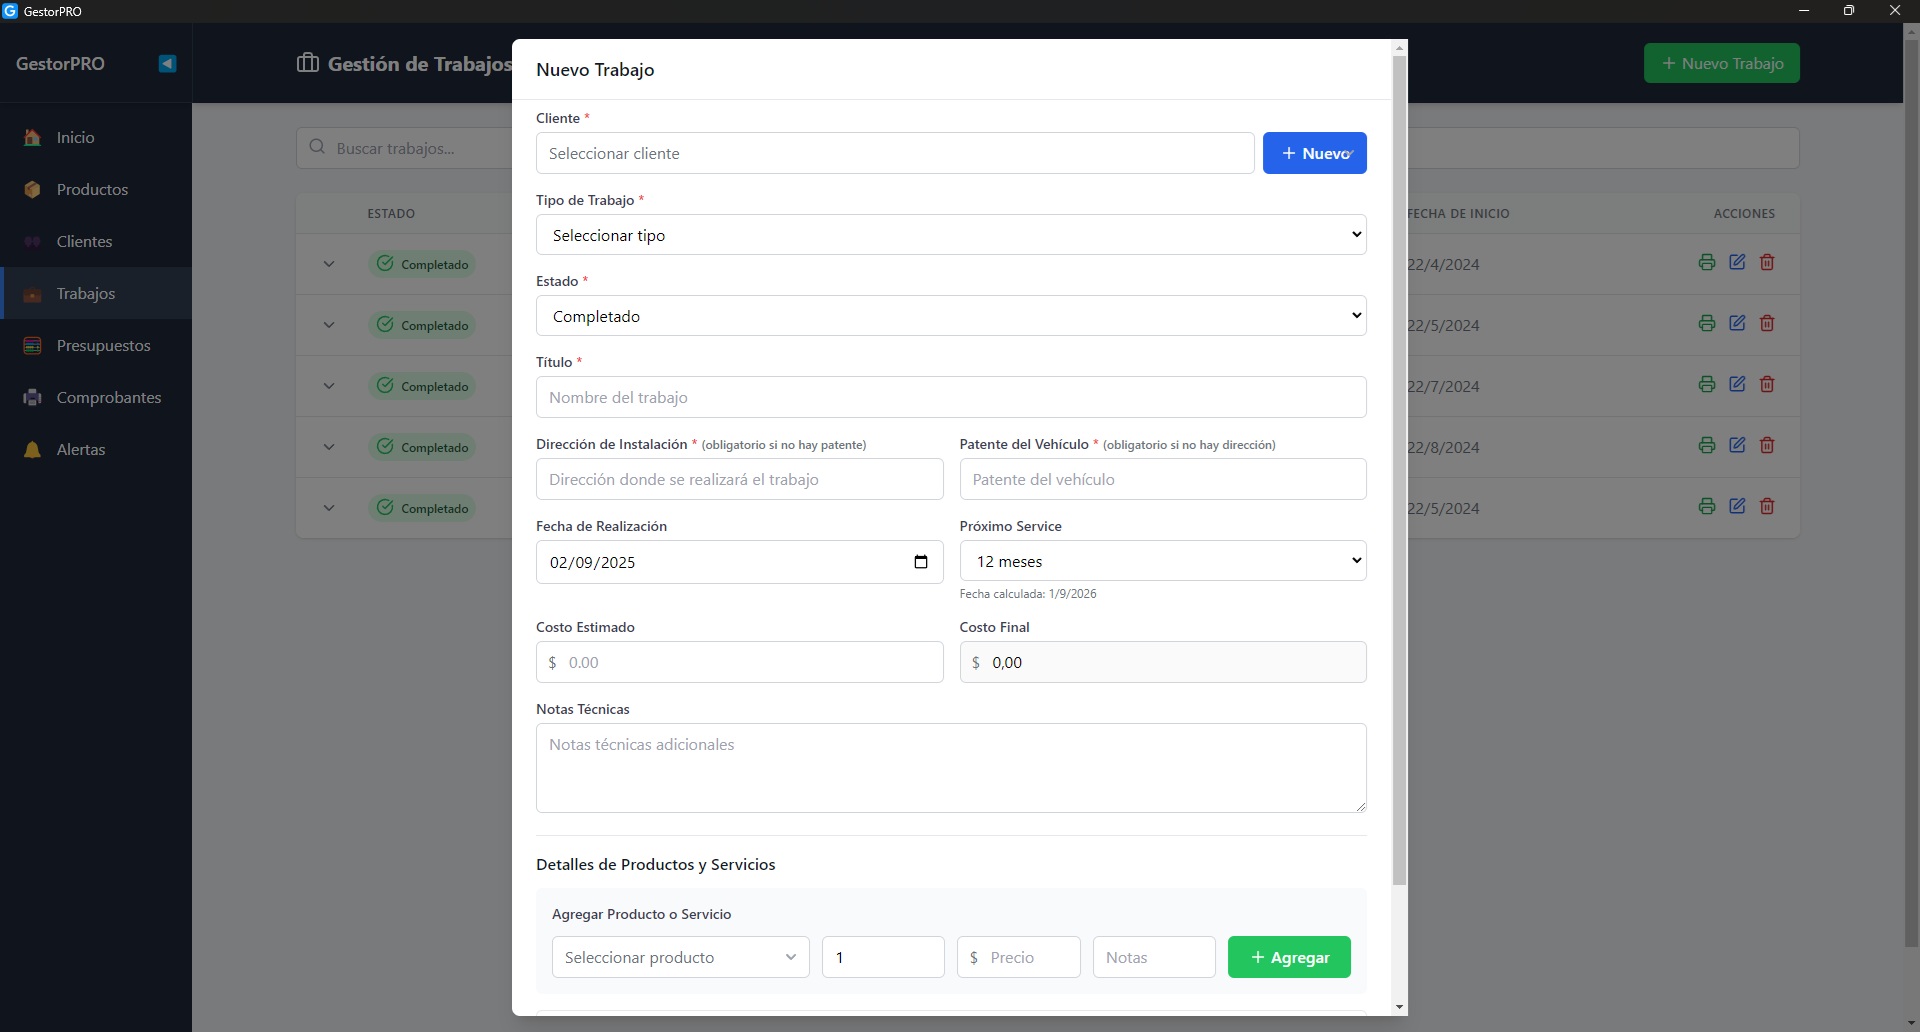 GestorPRO
GestorPRO
Inicio
Productos
Clientes
Trabajos
Presupuestos
Comprobantes
Alertas
Gestión de Trabajos
+ Nuevo Trabajo
Buscar trabajos...
ESTADO
FECHA DE INICIO
ACCIONES
Completado
22/4/2024
Completado
22/5/2024
Completado
22/7/2024
Completado
22/8/2024
Completado
22/5/2024
Nuevo Trabajo
Cliente *
Seleccionar cliente
+ Nuevo
Tipo de Trabajo *
Seleccionar tipo
Estado *
Completado
Título *
Nombre del trabajo
Dirección de Instalación * (obligatorio si no hay patente)
Dirección donde se realizará el trabajo
Patente del Vehículo * (obligatorio si no hay dirección)
Patente del vehículo
Fecha de Realización
02/09/2025
Próximo Service
12 meses
Fecha calculada: 1/9/2026
Costo Estimado
$ 0.00
Costo Final
$ 0,00
Notas Técnicas
Notas técnicas adicionales
Detalles de Productos y Servicios
Agregar Producto o Servicio
Seleccionar producto
1
$ Precio
Notas
+ Agregar